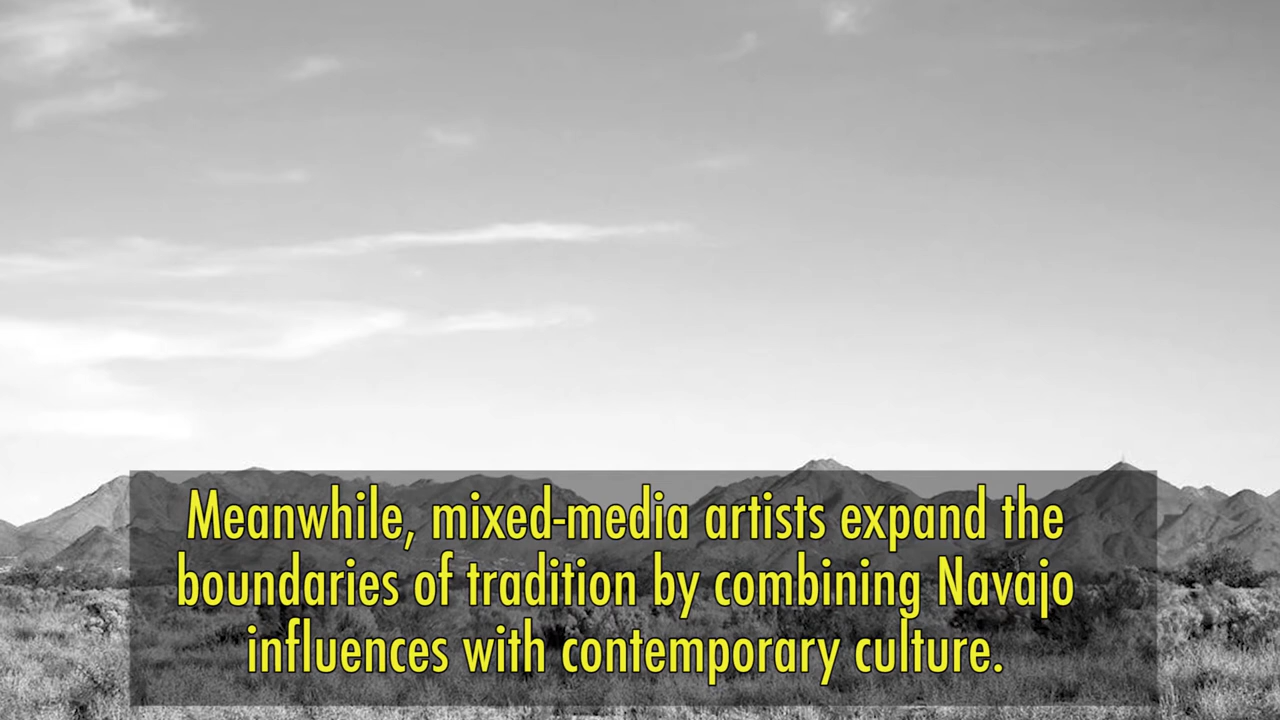 Meanwhile, mixed-media artists expand the
boundaries of tradition by combining Navajo
influences with contemporary culture.